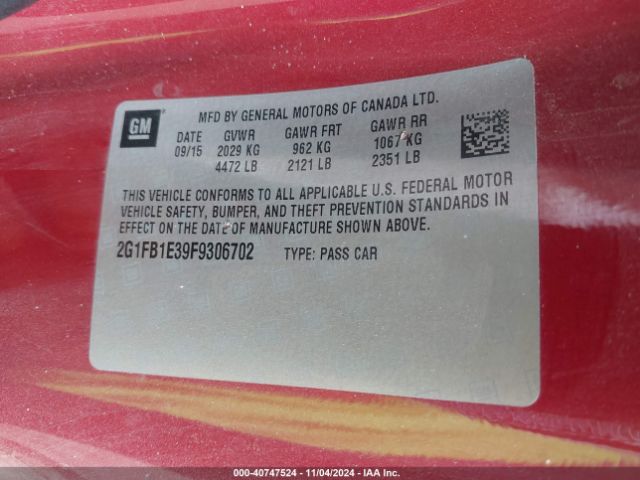 GM
MFD BY GENERAL MOTORS OF CANADA LTD.
DATE GVWR GAWR FRT GAWR RR
09/15 2029 KG 962 KG 1067 KG
4472 LB 2121 LB 2351 LB
THIS VEHICLE CONFORMS TO ALL APPLICABLE U.S. FEDERAL MOTOR
VEHICLE SAFETY, BUMPER, AND THEFT PREVENTION STANDARDS IN
EFFECT ON THE DATE OF MANUFACTURE SHOWN ABOVE.
2G1FB1E39F9306702 TYPE: PASS CAR
000-40747524 - 11/04/2024 - IAA Inc.